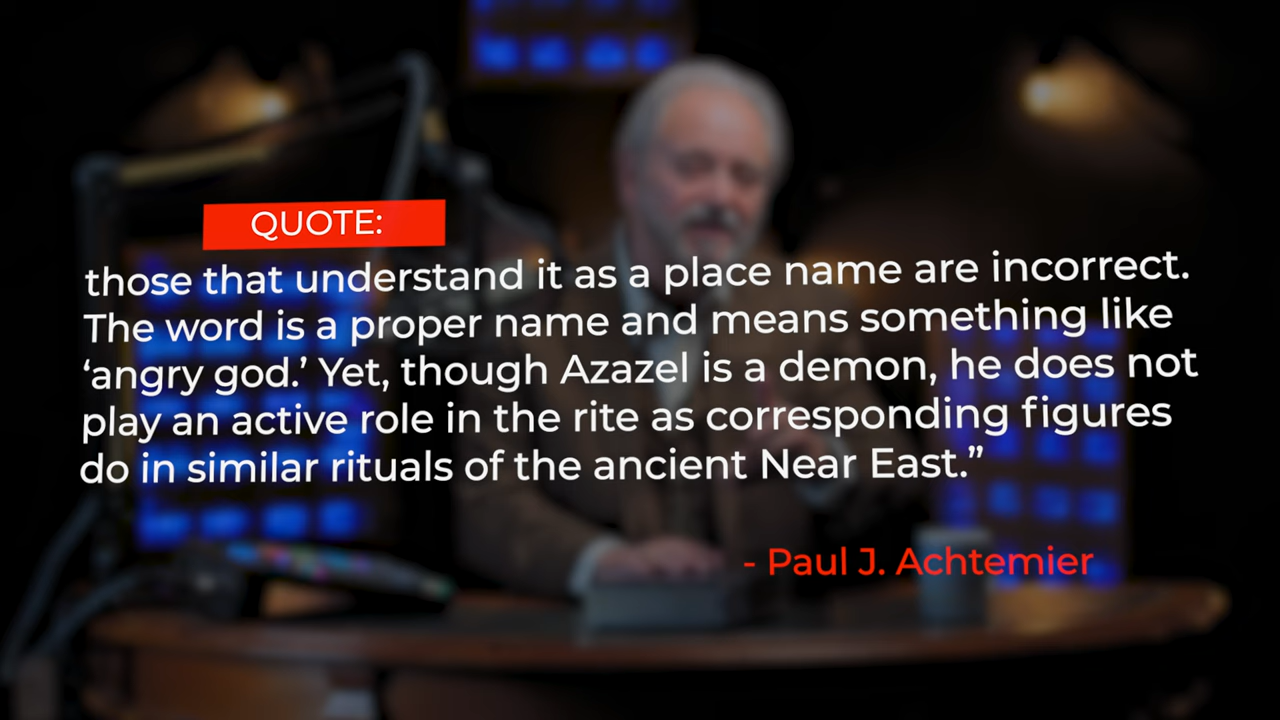 QUOTE:
those that understand it as a place name are incorrect.
The word is a proper name and means something like
‘angry god.’ Yet, though Azazel is a demon, he does not
play an active role in the rite as corresponding figures
do in similar rituals of the ancient Near East.”
- Paul J. Achtemier